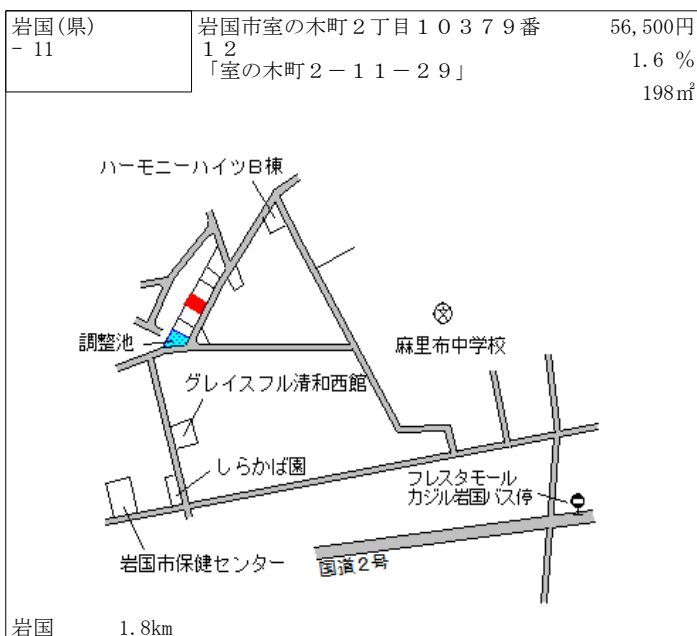 岩国(県)
- 11
岩国市室の木町２丁目１０３７９番
１２
「室の木町２－１１－２９」
56,500円
1.6 %
198㎡
ハーモニーハイツB棟
調整池
麻里布中学校
グレイスフル清和西館
しらかば園
フレスタモール
カジル岩国バス停
岩国市保健センター
国道2号
岩国 1.8km